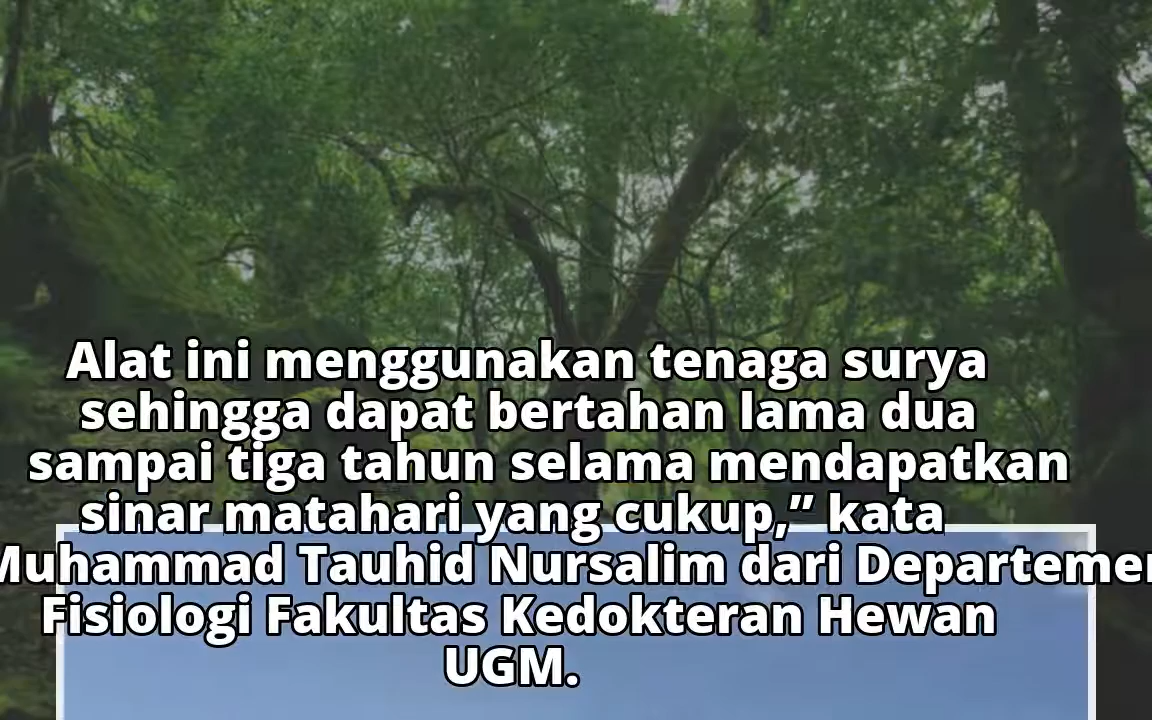 Alat ini menggunakan tenaga surya
sehingga dapat bertahan lama dua
sampai tiga tahun selama mendapatkan
sinar matahari yang cukup,” kata
Muhammad Tauhid Nursalim dari Departemen
Fisiologi Fakultas Kedokteran Hewan
UGM.